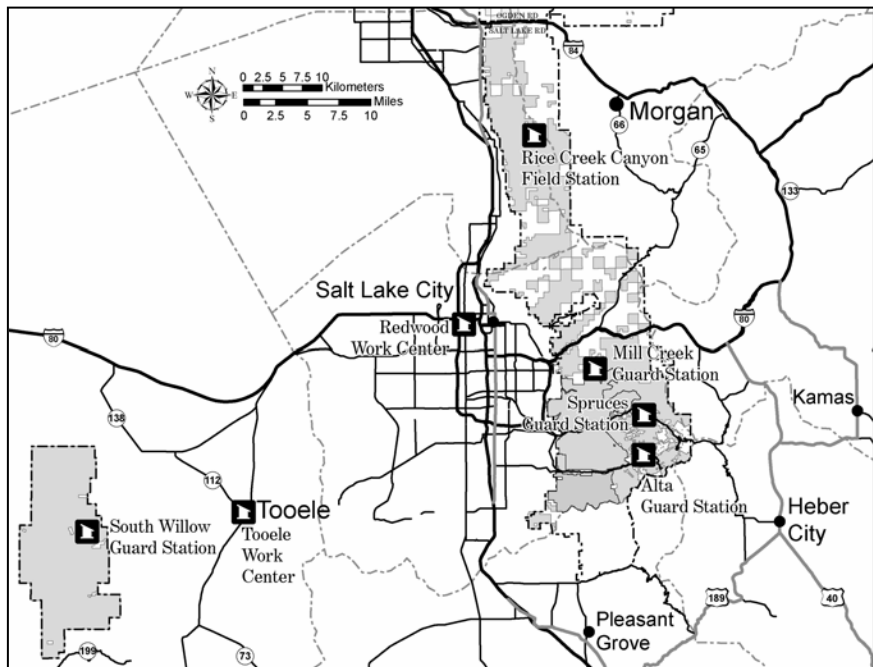 OGDEN RD
SALT LAKE RD
84
N
W E
S
0 2.5 5 7.5 10
Kilometers
Miles
0 2.5 5 7.5 10
Morgan
66
65
Rice Creek Canyon
Field Station
133
Salt Lake City
Redwood
Work Center
80
80
Mill Creek
Guard Station
Spruces
Guard Station
Kamas
138
112
Tooele
Alta
Guard Station
Heber
City
South Willow
Guard Station
Tooele
Work
Center
189
40
Pleasant
Grove
199
73